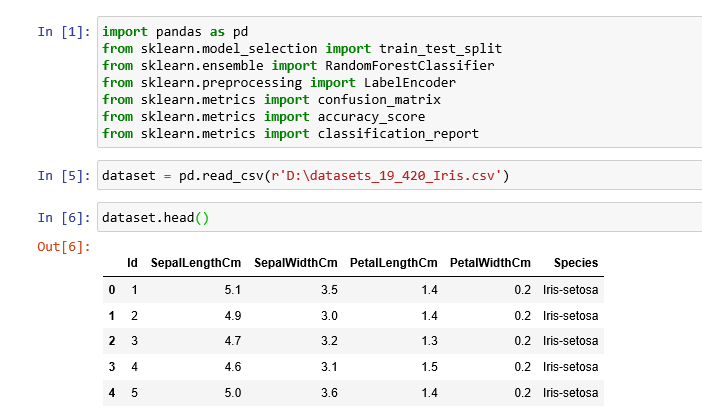 In [1]: import pandas as pd
from sklearn.model_selection import train_test_split
from sklearn.ensemble import RandomForestClassifier
from sklearn.preprocessing import LabelEncoder
from sklearn.metrics import confusion_matrix
from sklearn.metrics import accuracy_score
from sklearn.metrics import classification_report
In [5]: dataset = pd.read_csv(r'D:\datasets_19_420_Iris.csv')
In [6]: dataset.head()
Out[6]:
Id SepalLengthCm SepalWidthCm PetalLengthCm PetalWidthCm Species
0 1 5.1 3.5 1.4 0.2 Iris-setosa
1 2 4.9 3.0 1.4 0.2 Iris-setosa
2 3 4.7 3.2 1.3 0.2 Iris-setosa
3 4 4.6 3.1 1.5 0.2 Iris-setosa
4 5 5.0 3.6 1.4 0.2 Iris-setosa